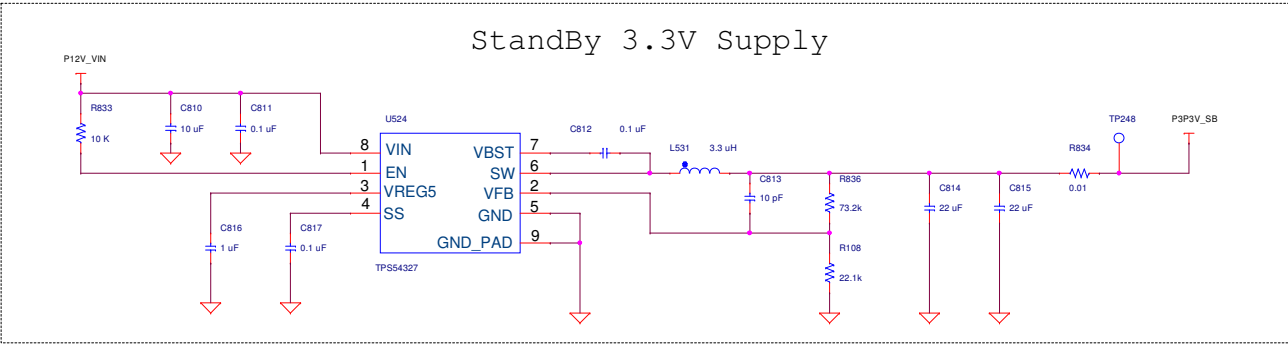 StandBy 3.3V Supply
P12V_VIN
R833
10 K
C810
10 uF
C811
0.1 uF
U524
8 VIN
1 EN
3 VREG5
4 SS
VBST 7
SW 6
VFB 2
GND 5
GND_PAD 9
TPS54327
C816
1 uF
C817
0.1 uF
C812 0.1 uF
L531 3.3 uH
C813
10 pF
R836
73.2k
R108
22.1k
C814
22 uF
C815
22 uF
R834
0.01
TP248
P3P3V_SB